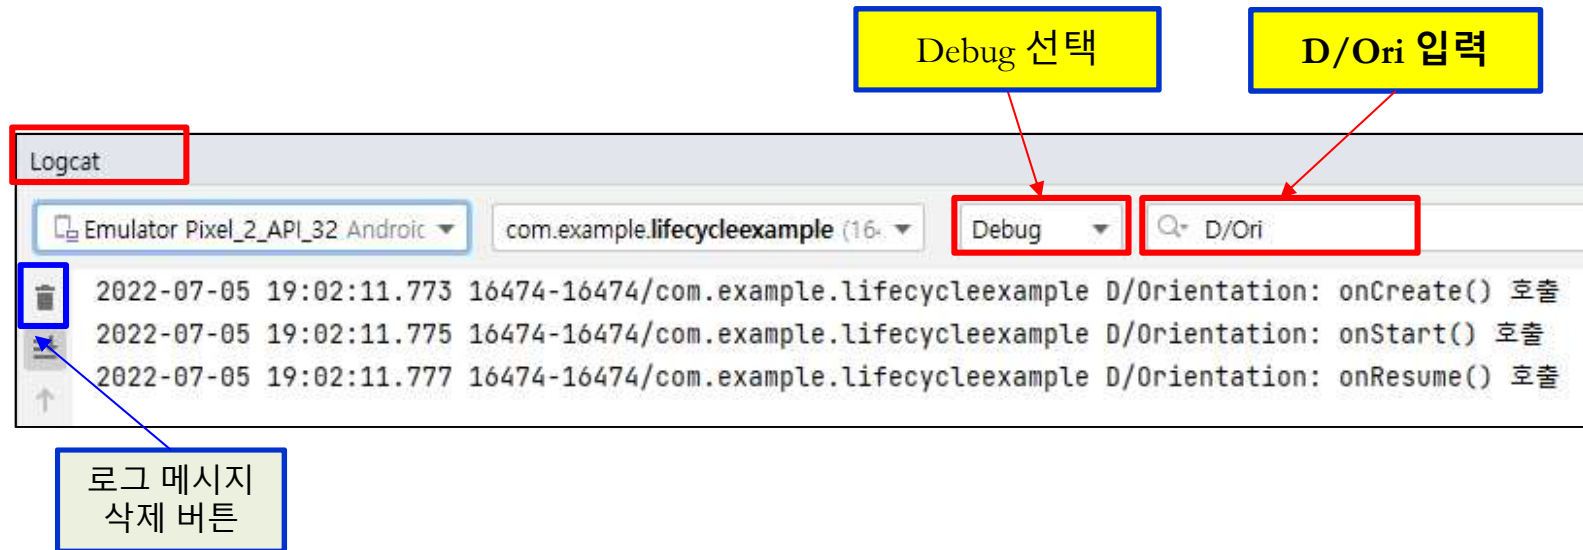 Debug 선택
D/Ori 입력
Logcat
Emulator Pixel_2_API_32 Androic
com.example.lifecycleexample (164
Debug
D/Ori
2022-07-05 19:02:11.773 16474-16474/com.example.lifecycleexample D/Orientation: onCreate() 호출
2022-07-05 19:02:11.775 16474-16474/com.example.lifecycleexample D/Orientation: onStart() 호출
2022-07-05 19:02:11.777 16474-16474/com.example.lifecycleexample D/Orientation: onResume() 호출
로그 메시지
삭제 버튼